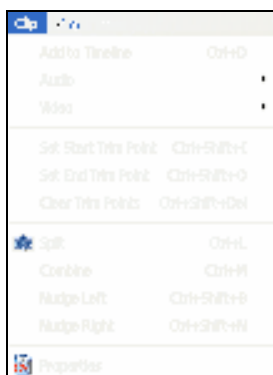 Clip
Add to Timeline Ctrl+D
Audio
Video
Set Start Trim Point Ctrl+Shift+I
Set End Trim Point Ctrl+Shift+O
Clear Trim Points Ctrl+Shift+Del
Split Ctrl+L
Combine Ctrl+M
Nudge Left Ctrl+Shift+B
Nudge Right Ctrl+Shift+N
Properties